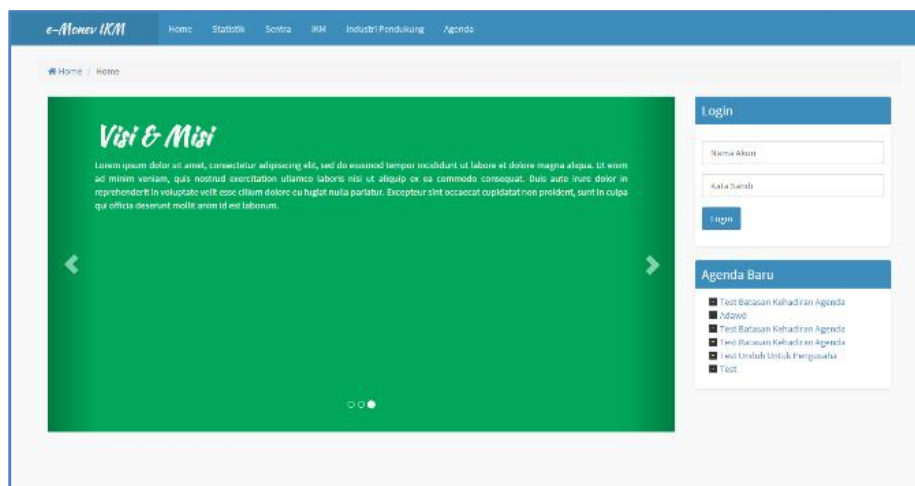 e-Monev IKM
Home Statistik Sentra IKM Industri Pendukung Agenda
Home / Home
Visi & Misi
Lorem ipsum dolor sit amet, consectetur adipisicing elit, sed do eiusmod tempor incididunt ut labore et dolore magna aliqua. Ut enim
ad minim veniam, quis nostrud exercitation ullamco laboris nisi ut aliquip ex ea commodo consequat. Duis aute irure dolor in
reprehenderit in voluptate velit esse cillum dolore eu fugiat nulla pariatur. Excepteur sint occaecat cupidatat non proident, sunt in culpa
qui officia deserunt mollit anim id est laborum.
Login
Nama Akun
Kata Sandi
Login
Agenda Baru
Test Batasan Kehadiran Agenda
Adawd
Test Batasan Kehadiran Agenda
Test Batasan Kehadiran Agenda
Test Unduh Untuk Pengusaha
Test